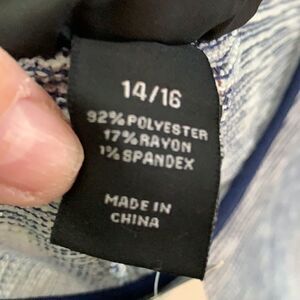 14/16
92% POLYESTER
17% RAYON
1% SPANDEX
MADE IN
CHINA